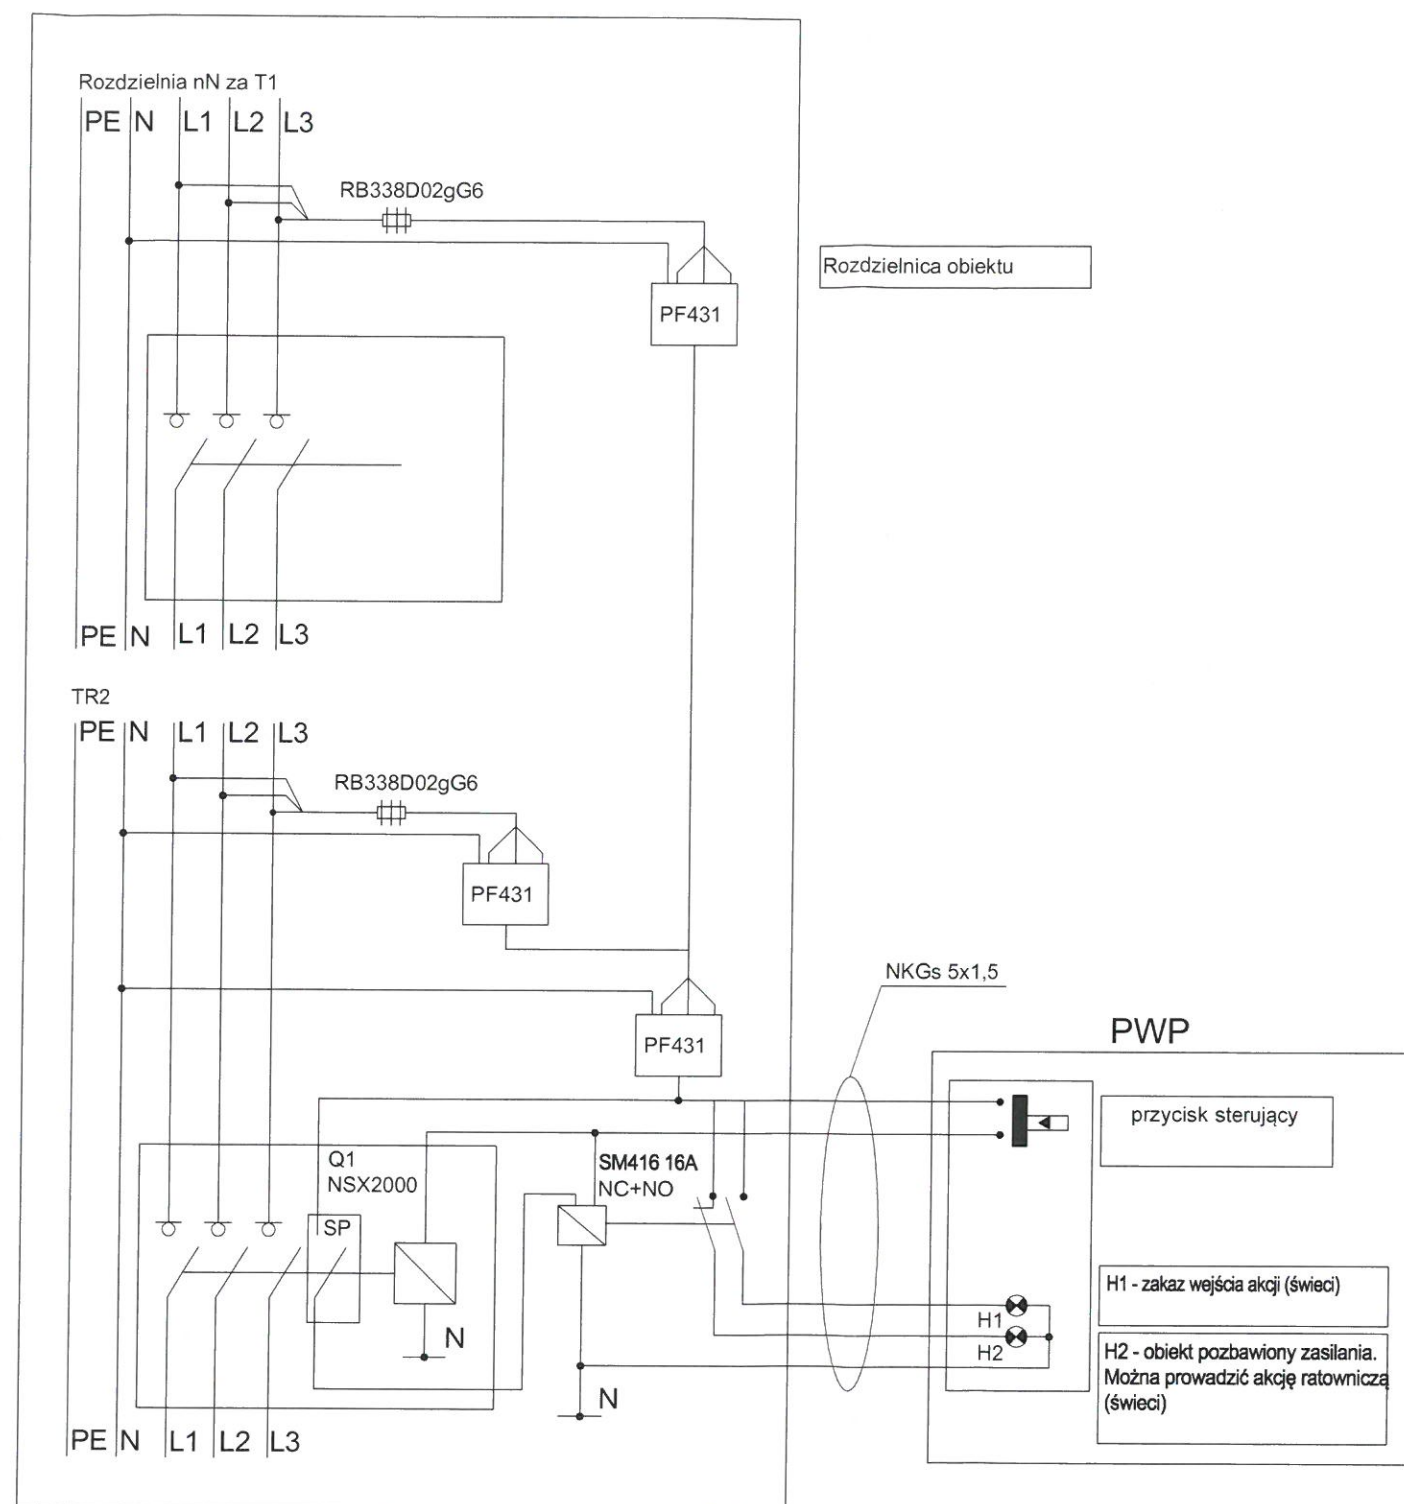 Rozdzielnia nN za T1
PE N L1 L2 L3
RB338D02gG6
Rozdzielnica obiektu
PF431
PE N L1 L2 L3
TR2
PE N L1 L2 L3
RB338D02gG6
PF431
NKGs 5x1,5
PWP
PF431
przycisk sterujący
Q1
NSX2000
SM416 16A
NC+NO
SP
H1 - zakaz wejścia akcji (świeci)
H1
N
H2
H2 - obiekt pozbawiony zasilania.
Można prowadzić akcję ratowniczą
(świeci)
N
PE N L1 L2 L3